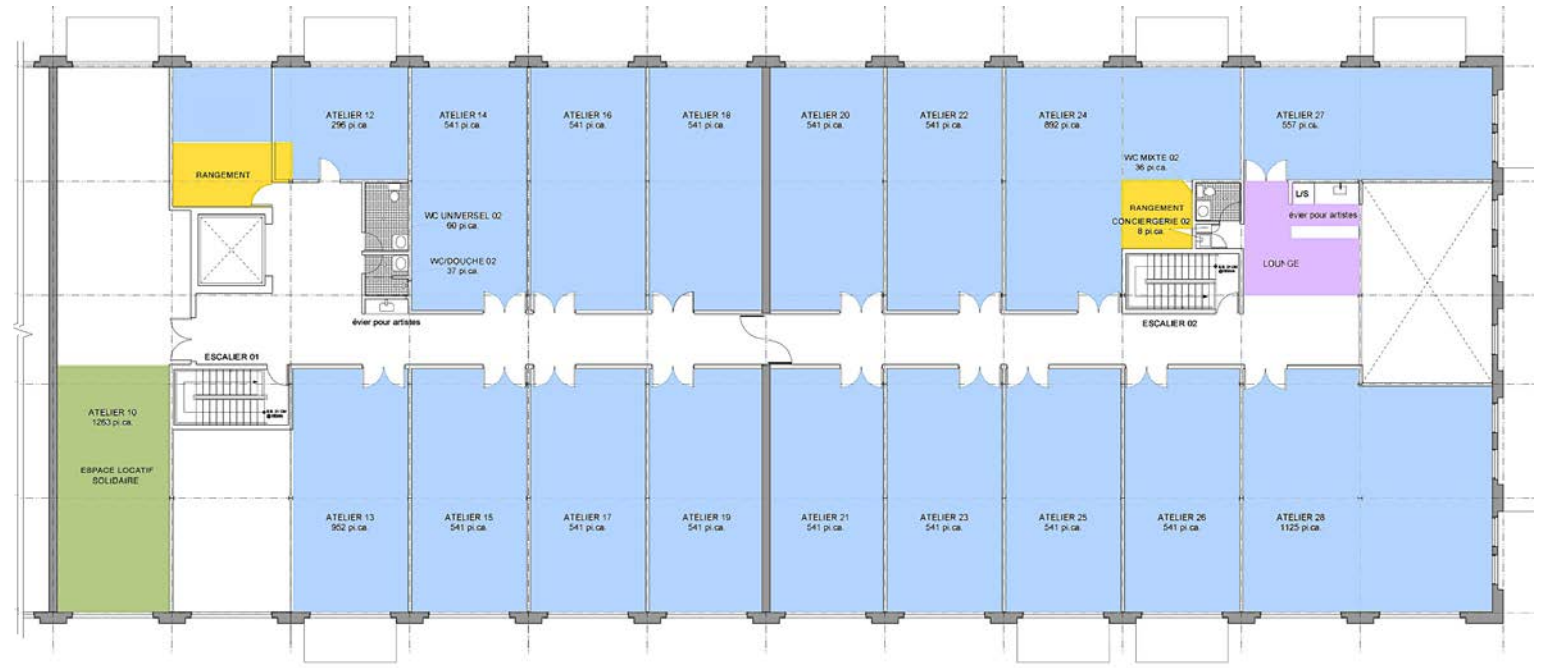 ATELIER 12
296 pi.ca.
ATELIER 14
541 pi.ca.
ATELIER 16
541 pi.ca.
ATELIER 18
541 pi.ca.
ATELIER 20
541 pi.ca.
ATELIER 22
541 pi.ca.
ATELIER 24
892 pi.ca.
ATELIER 27
557 pi.ca.
WC MIXTE 02
36 pi.ca.
RANGEMENT
L/S
RANGEMENT
CONCIERGERIE 02
8 pi.ca.
évier pour artistes
WC UNIVERSEL 02
60 pi.ca.
WC/DOUCHE 02
37 pi.ca.
LOUNGE
évier pour artistes
ESCALIER 02
ESCALIER 01
ATELIER 10
1263 pi.ca.
ESPACE LOCATIF
SOLIDAIRE
ATELIER 13
952 pi.ca.
ATELIER 15
541 pi.ca.
ATELIER 17
541 pi.ca.
ATELIER 19
541 pi.ca.
ATELIER 21
541 pi.ca.
ATELIER 23
541 pi.ca.
ATELIER 25
541 pi.ca.
ATELIER 26
541 pi.ca.
ATELIER 28
1125 pi.ca.